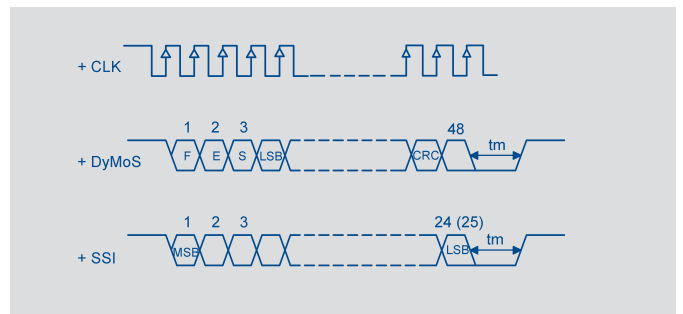 + CLK
1 2 3 48
+ DyMoS F E S LSB CRC tm
1 2 3 24 (25)
+ SSI MSB LSB tm